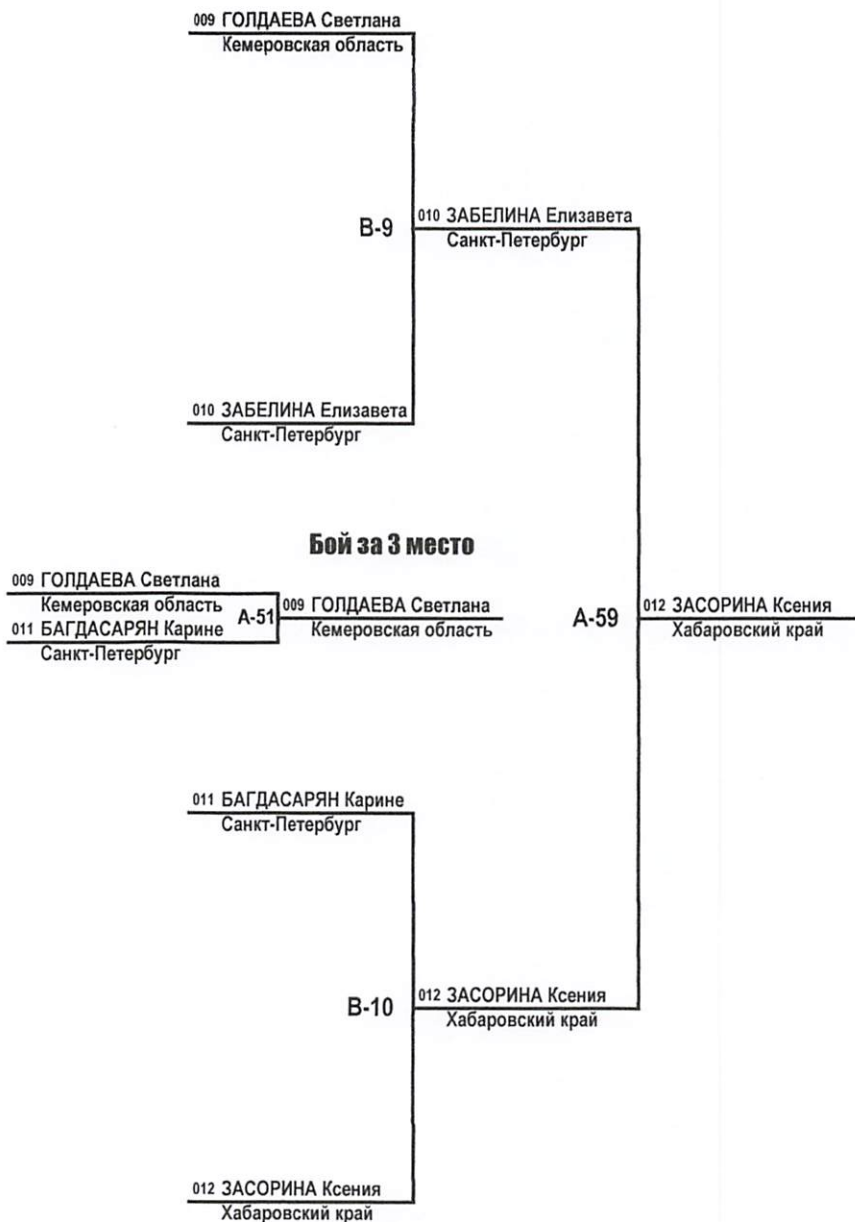 009 ГОЛДАЕВА Светлана
Кемеровская область
B-9
010 ЗАБЕЛИНА Елизавета
Санкт-Петербург
010 ЗАБЕЛИНА Елизавета
Санкт-Петербург
Бой за 3 место
009 ГОЛДАЕВА Светлана
Кемеровская область
011 БАГДАСАРЯН Карине
Санкт-Петербург
A-51
009 ГОЛДАЕВА Светлана
Кемеровская область
A-59
012 ЗАСОРИНА Ксения
Хабаровский край
011 БАГДАСАРЯН Карине
Санкт-Петербург
B-10
012 ЗАСОРИНА Ксения
Хабаровский край
012 ЗАСОРИНА Ксения
Хабаровский край